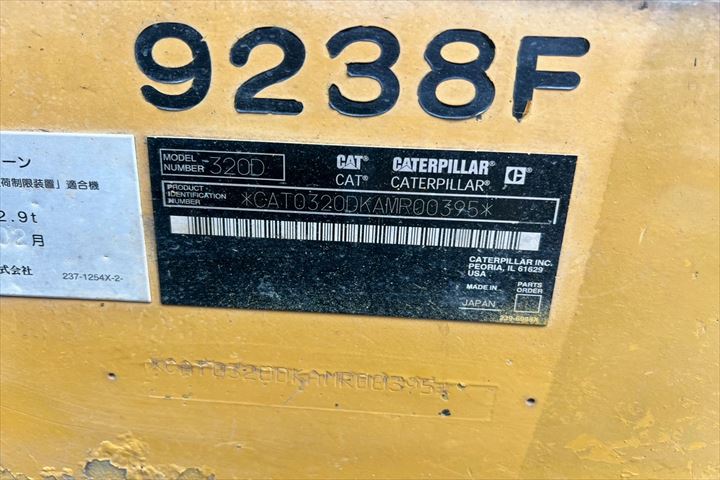 9238F
ーン
荷制限装置」適合機
2.9t
02月
式会社 237-1254X-2-
MODEL NUMBER -320D
CAT® CATERPILLAR®
CAT® CATERPILLAR®
PRODUCT IDENTIFICATION NUMBER *CAT0320DKAMR00395*
CATERPILLAR INC.
PEORIA, IL 61629
USA
MADE IN JAPAN
PARTS ORDER
*CAT0320DKAMR00395*